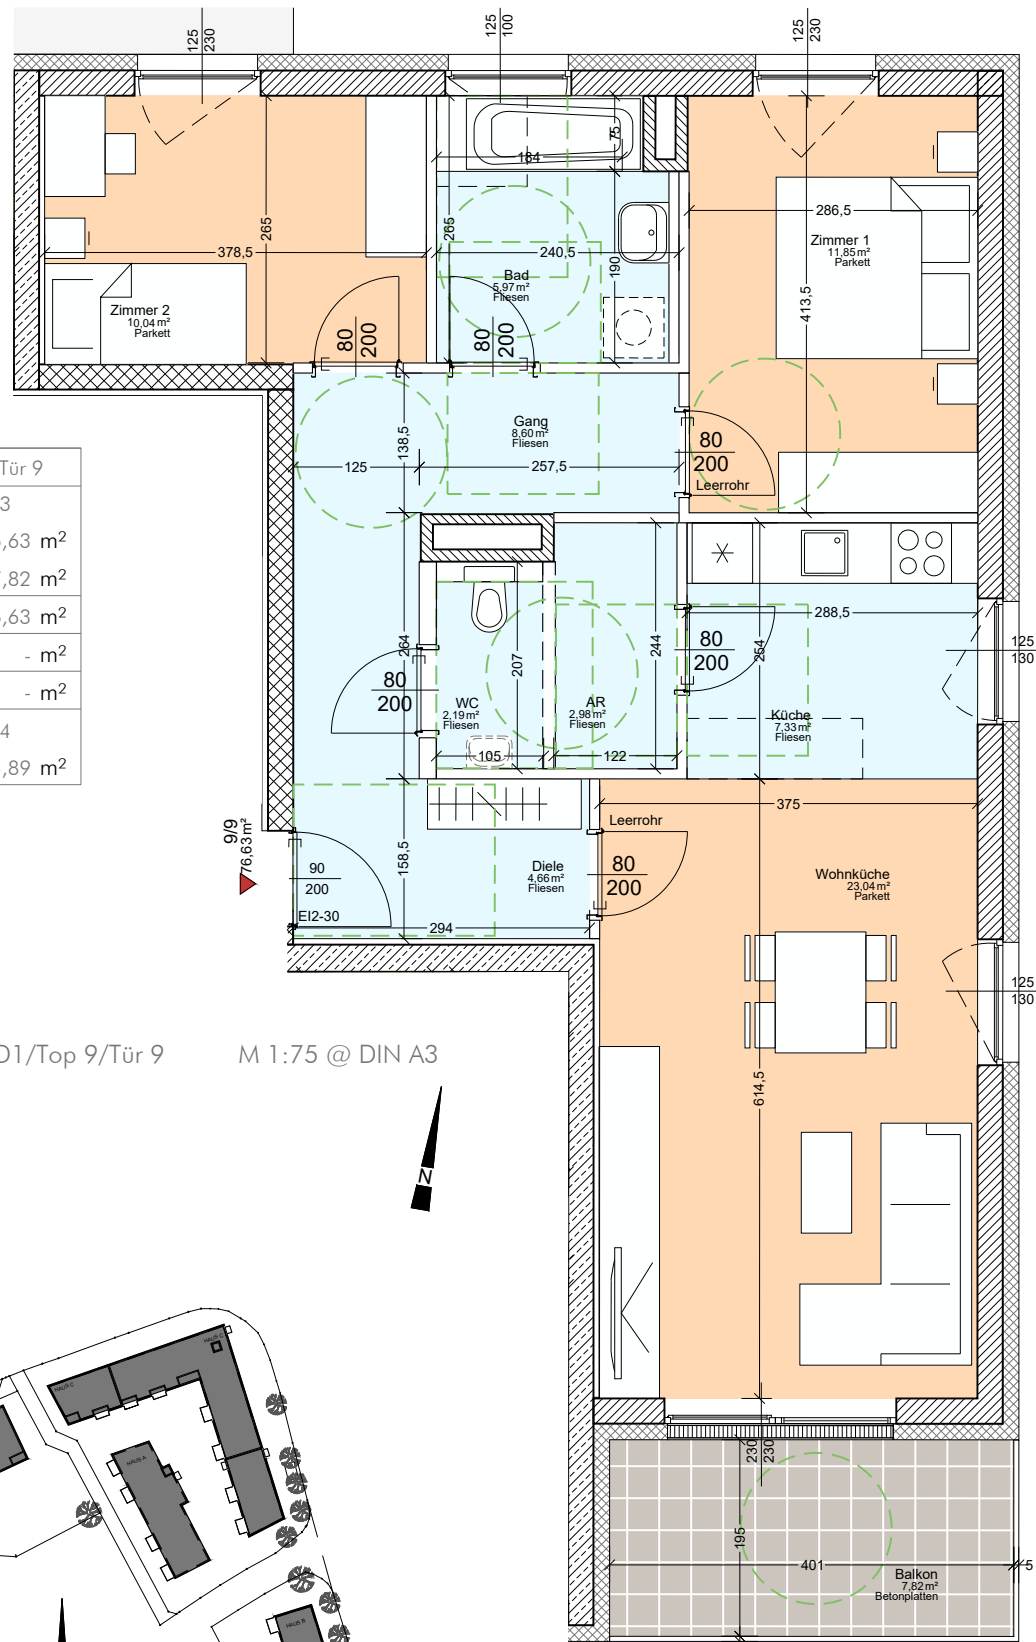 125
230
125
100
125
230
184
75
265
378,5
265
240,5
190
286,5
413,5
Zimmer 1
11,85 m²
Parkett
Bad
5,97 m²
Fliesen
Zimmer 2
10,04 m²
Parkett
80
200
80
200
Gang
8,60 m²
Fliesen
138,5
125
257,5
80
200
Leerrohr
Tür 9
3
,63 m²
,82 m²
,63 m²
- m²
- m²
4
,89 m²
264
207
244
80
200
254
288,5
125
130
80
200
WC
2,19 m²
Fliesen
AR
2,98 m²
Fliesen
Küche
7,33 m²
Fliesen
105
122
375
Leerrohr
9/9
76,63 m²
90
200
EI2-30
158,5
Diele
4,66 m²
Fliesen
80
200
Wohnküche
23,04 m²
Parkett
294
125
130
D1/Top 9/Tür 9
M 1:75 @ DIN A3
614,5
N
HAUS C
HAUS C
HAUS A
HAUS B
230
230
195
401
5
Balkon
7,82 m²
Betonplatten